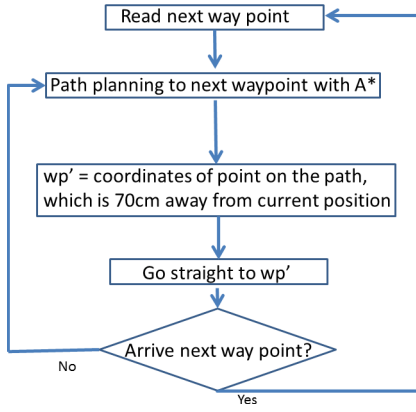 Read next way point
Path planning to next waypoint with A*
wp’ = coordinates of point on the path,
which is 70cm away from current position
Go straight to wp’
Arrive next way point?
No
Yes